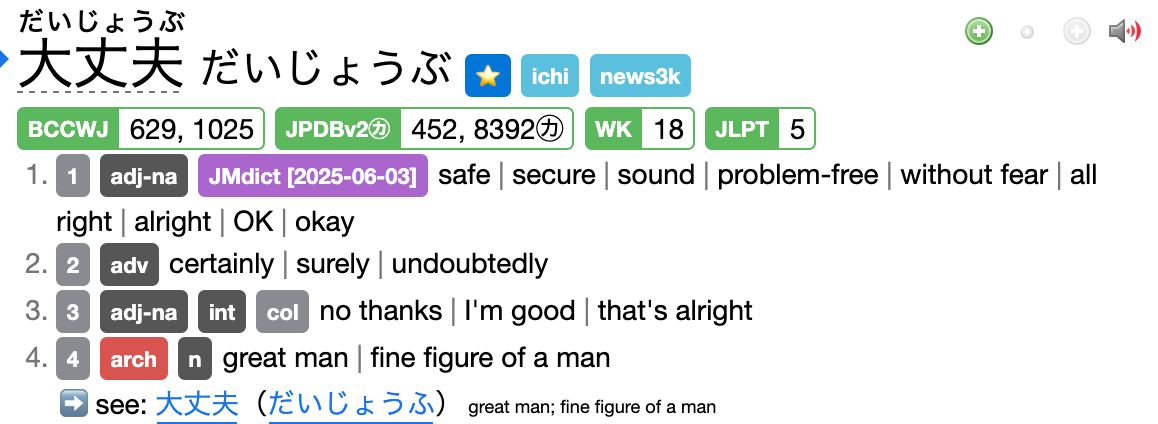 だいじょうぶ
大丈夫 だいじょうぶ ⭐ ichi news3k
BCCWJ 629, 1025 JPDBv2㋕ 452, 8392㋕ WK 18 JLPT 5
1. 1 adj-na JMdict [2025-06-03] safe | secure | sound | problem-free | without fear | all
right | alright | OK | okay
2. 2 adv certainly | surely | undoubtedly
3. 3 adj-na int col no thanks | I'm good | that's alright
4. 4 arch n great man | fine figure of a man
➡ see: 大丈夫（だいじょうふ） great man; fine figure of a man